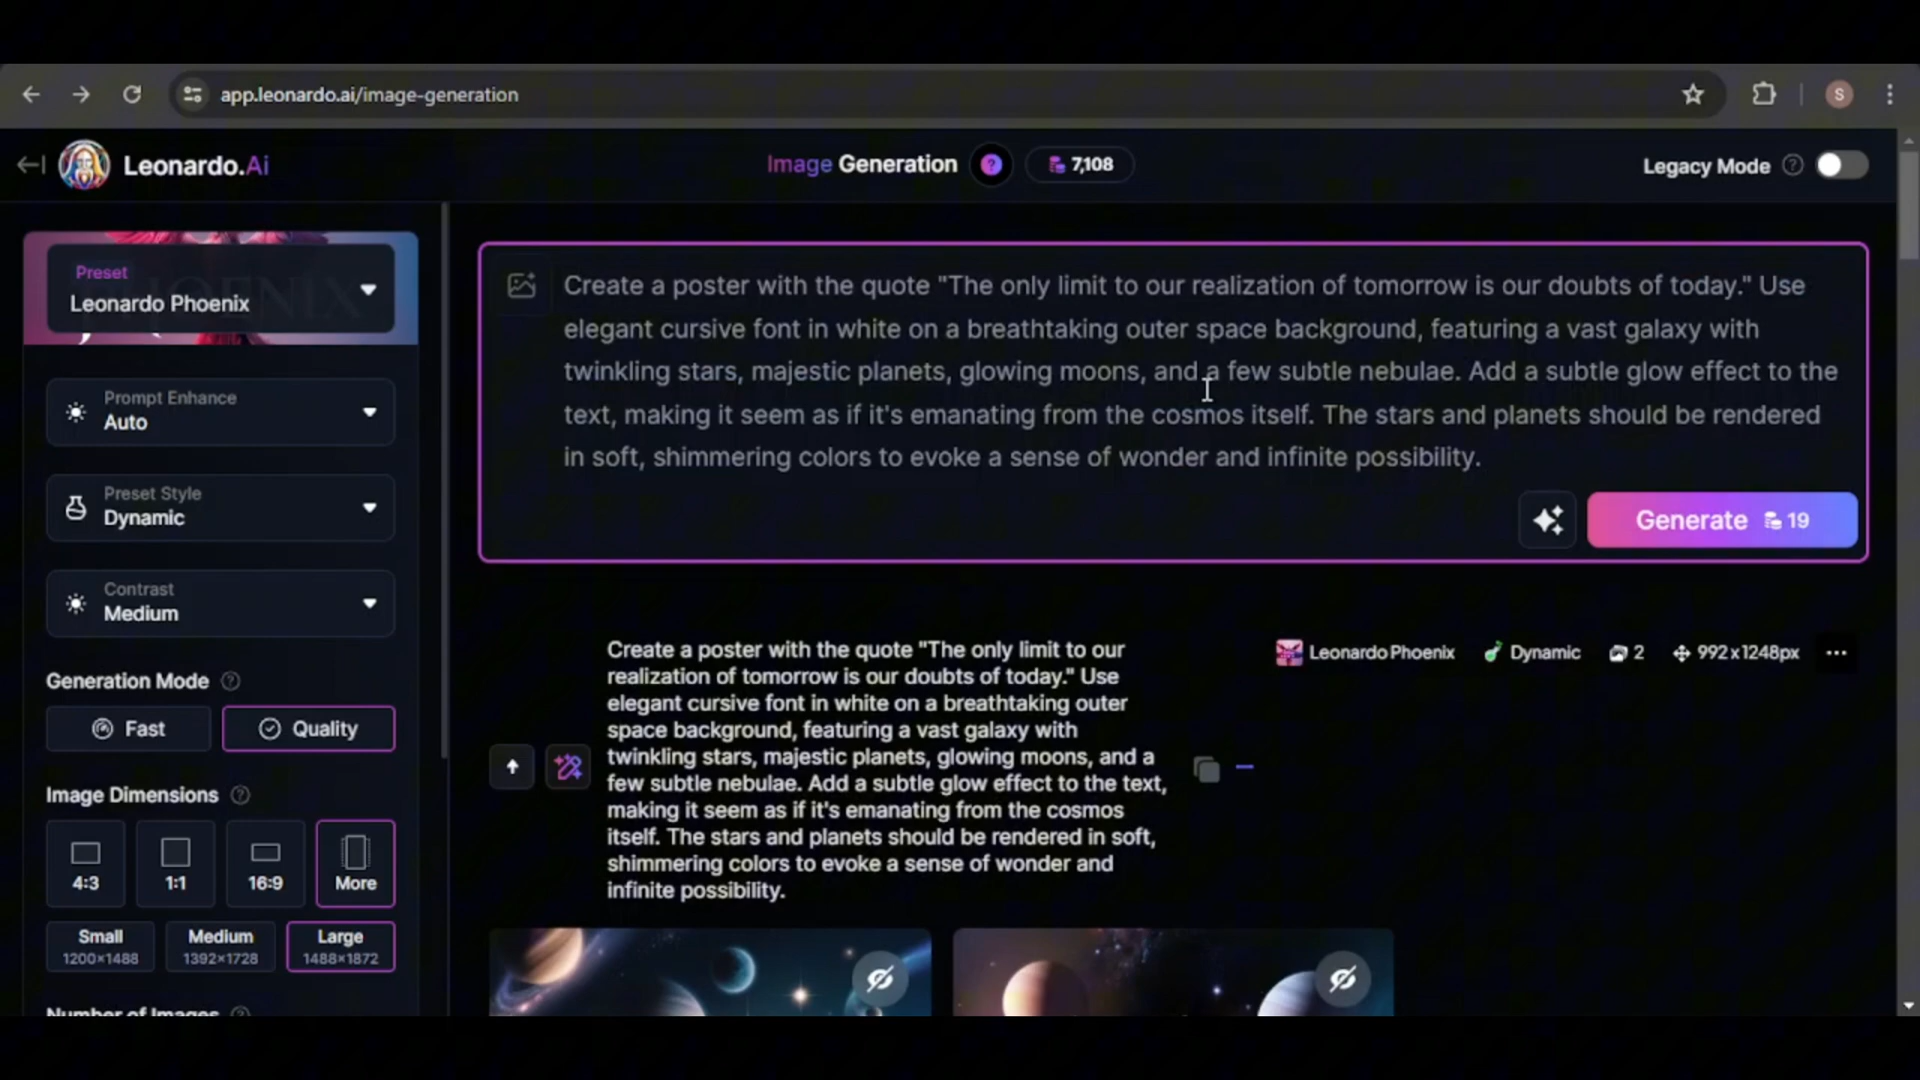 app.leonardo.ai/image-generation
S
Leonardo.Ai
Image Generation
?
7,108
Legacy Mode
Preset
Leonardo Phoenix
Prompt Enhance
Auto
Preset Style
Dynamic
Contrast
Medium
Generation Mode
Fast
Quality
Image Dimensions
4:3
1:1
16:9
More
Small
1200×1488
Medium
1392×1728
Large
1488×1872
Number of Images
Create a poster with the quote "The only limit to our realization of tomorrow is our doubts of today." Use
elegant cursive font in white on a breathtaking outer space background, featuring a vast galaxy with
twinkling stars, majestic planets, glowing moons, and a few subtle nebulae. Add a subtle glow effect to the
text, making it seem as if it's emanating from the cosmos itself. The stars and planets should be rendered
in soft, shimmering colors to evoke a sense of wonder and infinite possibility.
Generate 19
Create a poster with the quote "The only limit to our
realization of tomorrow is our doubts of today." Use
elegant cursive font in white on a breathtaking outer
space background, featuring a vast galaxy with
twinkling stars, majestic planets, glowing moons, and a
few subtle nebulae. Add a subtle glow effect to the text,
making it seem as if it's emanating from the cosmos
itself. The stars and planets should be rendered in soft,
shimmering colors to evoke a sense of wonder and
infinite possibility.
Leonardo Phoenix
Dynamic
2
992x1248px